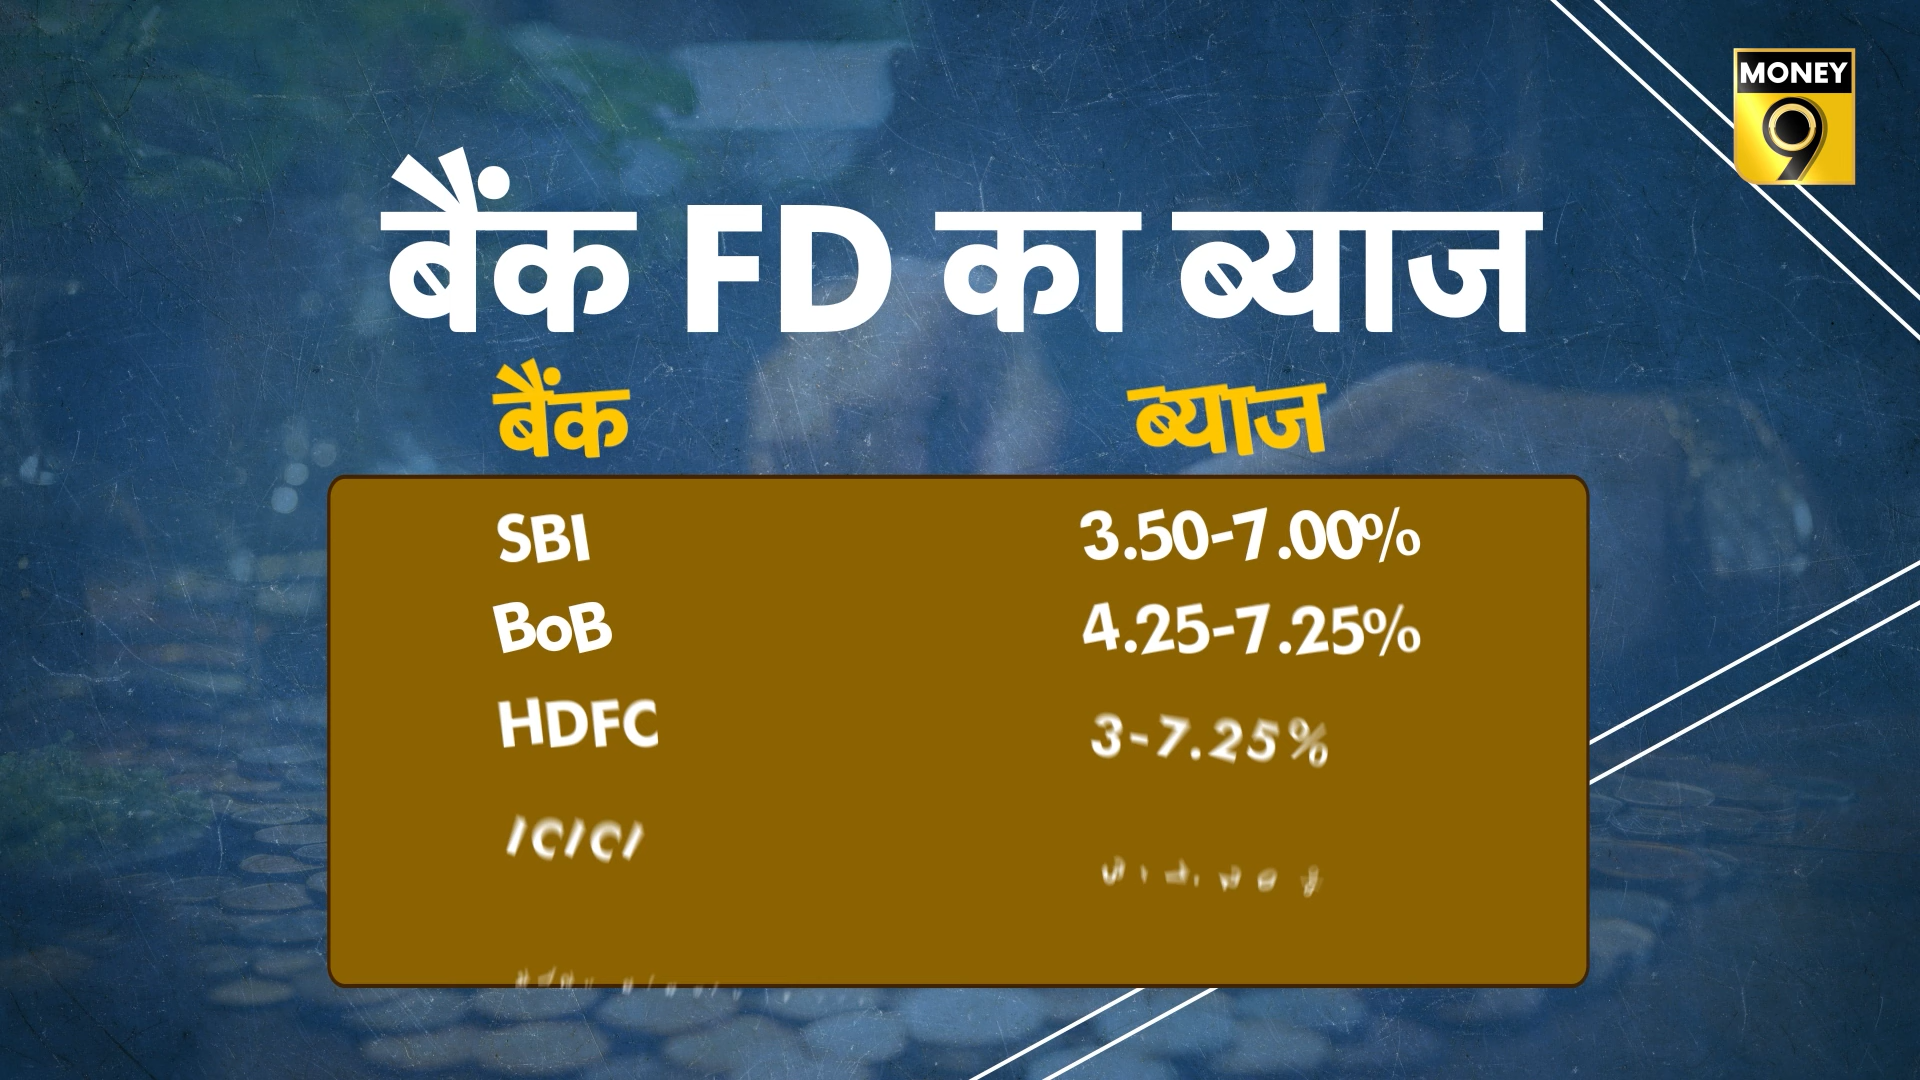 MONEY
9
बैंक FD का ब्याज
बैंक ब्याज
SBI 3.50-7.00%
BoB 4.25-7.25%
HDFC 3-7.25%
ICICI